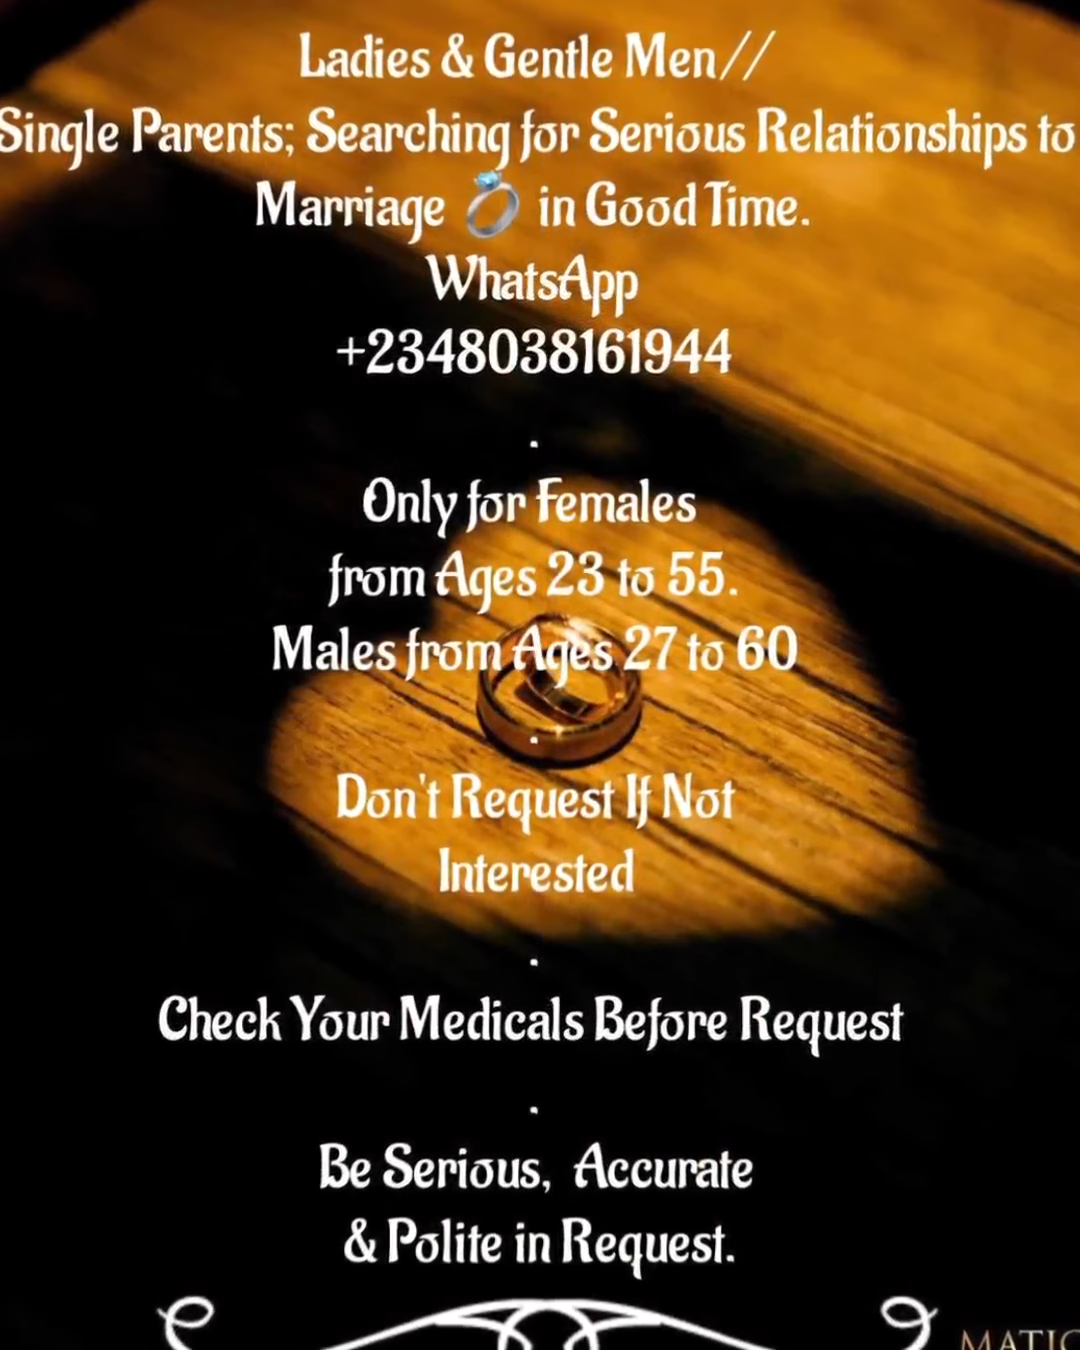 Ladies & Gentle Men//
Single Parents; Searching for Serious Relationships to
Marriage 💍 in Good Time.
WhatsApp
+2348038161944
.
Only for Females
from Ages 23 to 55.
Males from Ages 27 to 60
.
Don't Request If Not
Interested
.
Check Your Medicals Before Request
.
Be Serious, Accurate
& Polite in Request.